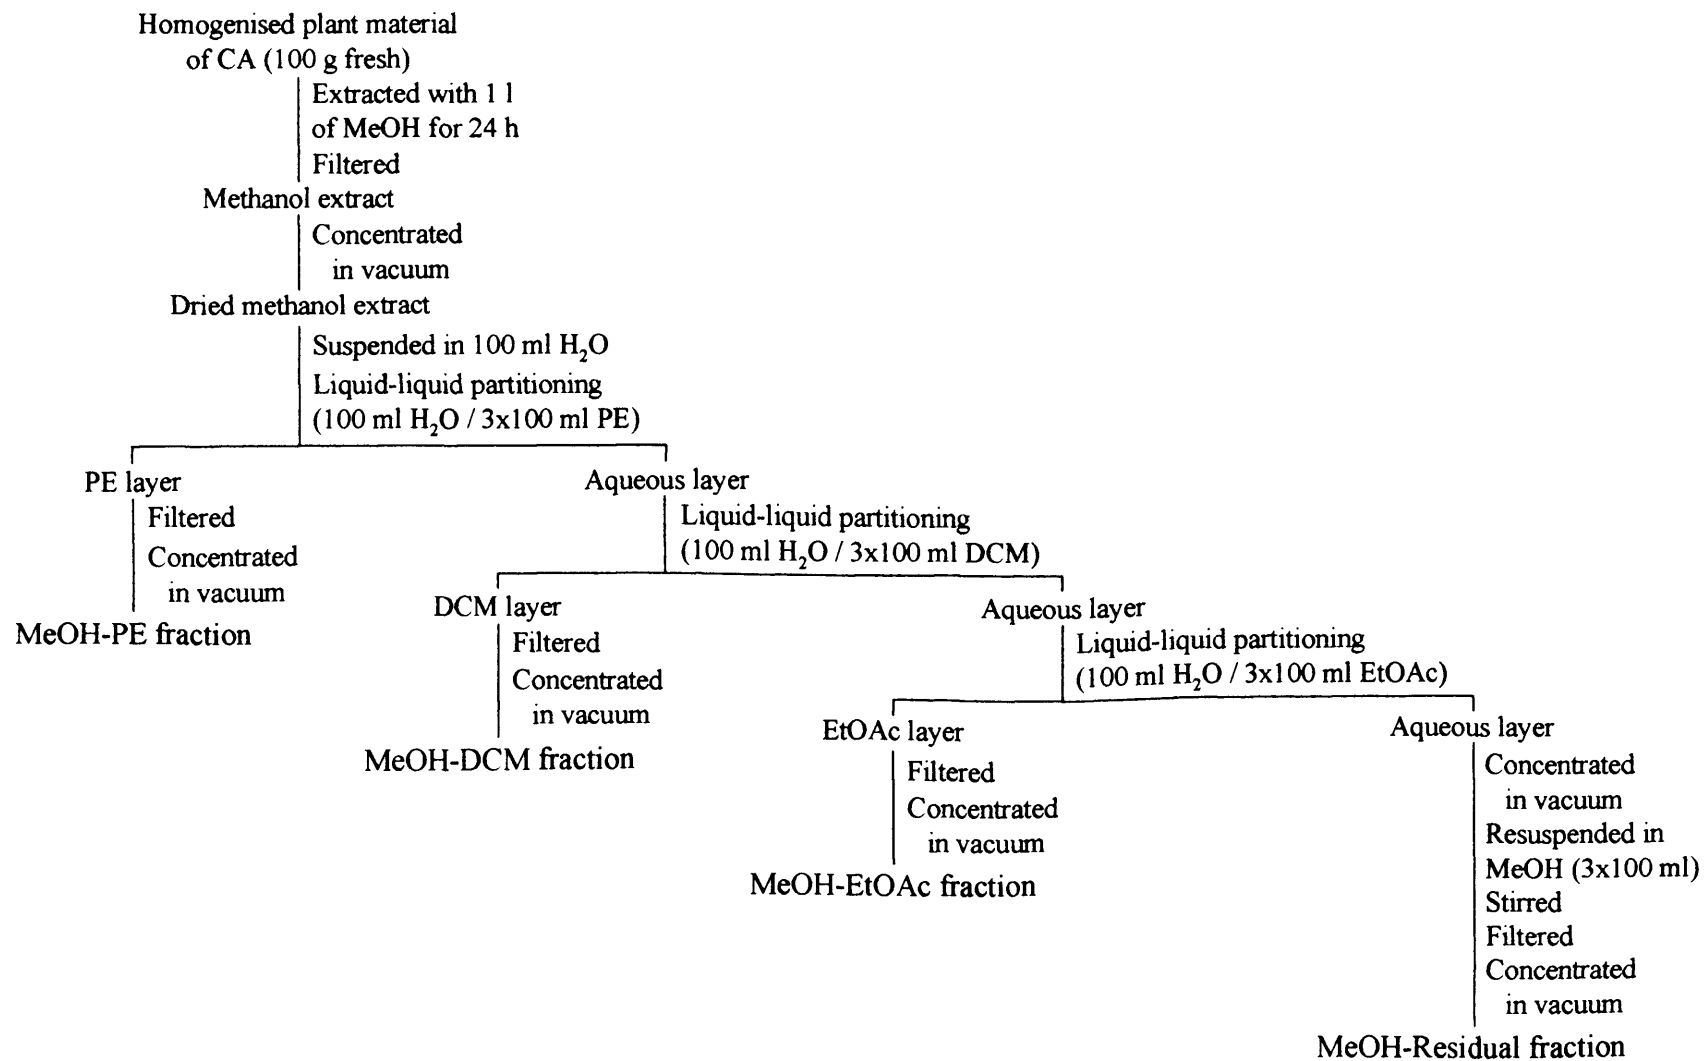 Homogenised plant material
of CA (100 g fresh)
Extracted with 1 l
of MeOH for 24 h
Filtered
Methanol extract
Concentrated
in vacuum
Dried methanol extract
Suspended in 100 ml H₂O
Liquid-liquid partitioning
(100 ml H₂O / 3x100 ml PE)
PE layer
Filtered
Concentrated
in vacuum
MeOH-PE fraction
Aqueous layer
Liquid-liquid partitioning
(100 ml H₂O / 3x100 ml DCM)
DCM layer
Filtered
Concentrated
in vacuum
MeOH-DCM fraction
Aqueous layer
Liquid-liquid partitioning
(100 ml H₂O / 3x100 ml EtOAc)
EtOAc layer
Filtered
Concentrated
in vacuum
MeOH-EtOAc fraction
Aqueous layer
Concentrated
in vacuum
Resuspended in
MeOH (3x100 ml)
Stirred
Filtered
Concentrated
in vacuum
MeOH-Residual fraction